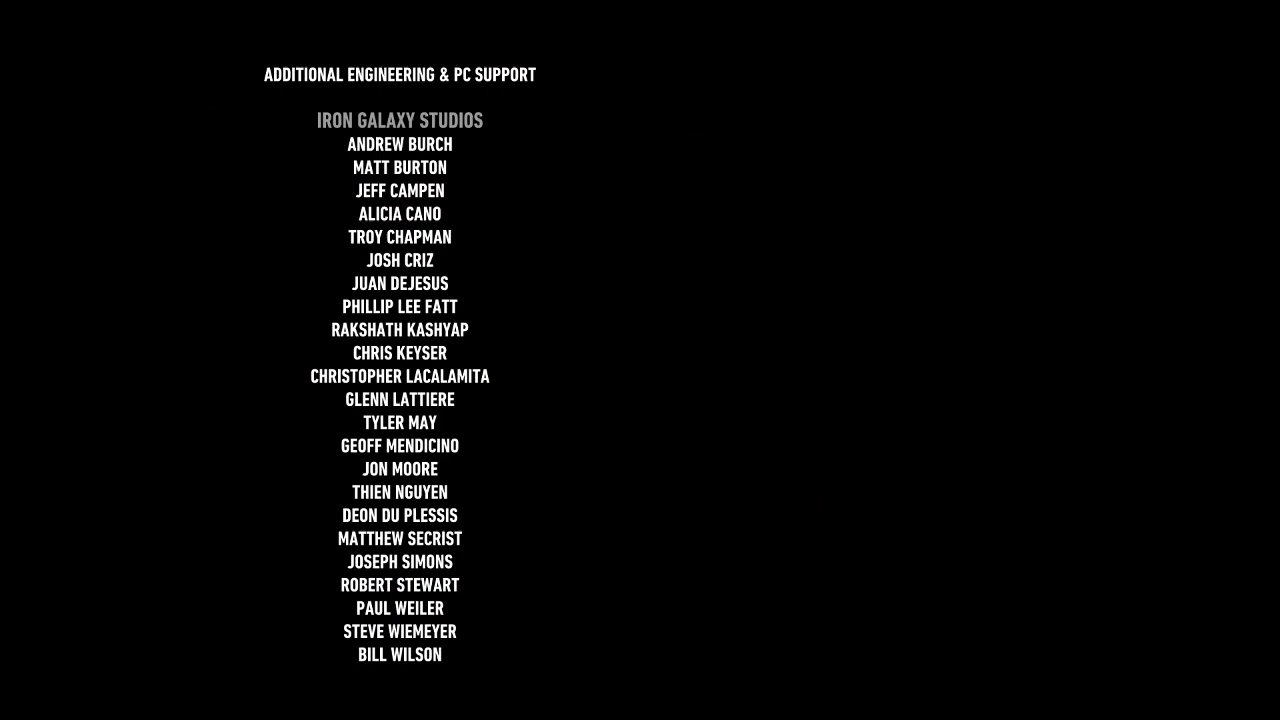 ADDITIONAL ENGINEERING & PC SUPPORT
IRON GALAXY STUDIOS
ANDREW BURCH
MATT BURTON
JEFF CAMPEN
ALICIA CANO
TROY CHAPMAN
JOSH CRIZ
JUAN DEJESUS
PHILLIP LEE FATT
RAKSHATH KASHYAP
CHRIS KEYSER
CHRISTOPHER LACALAMITA
GLENN LATTIERE
TYLER MAY
GEOFF MENDICINO
JON MOORE
THIEN NGUYEN
DEON DU PLESSIS
MATTHEW SECRIST
JOSEPH SIMONS
ROBERT STEWART
PAUL WEILER
STEVE WIEMEYER
BILL WILSON